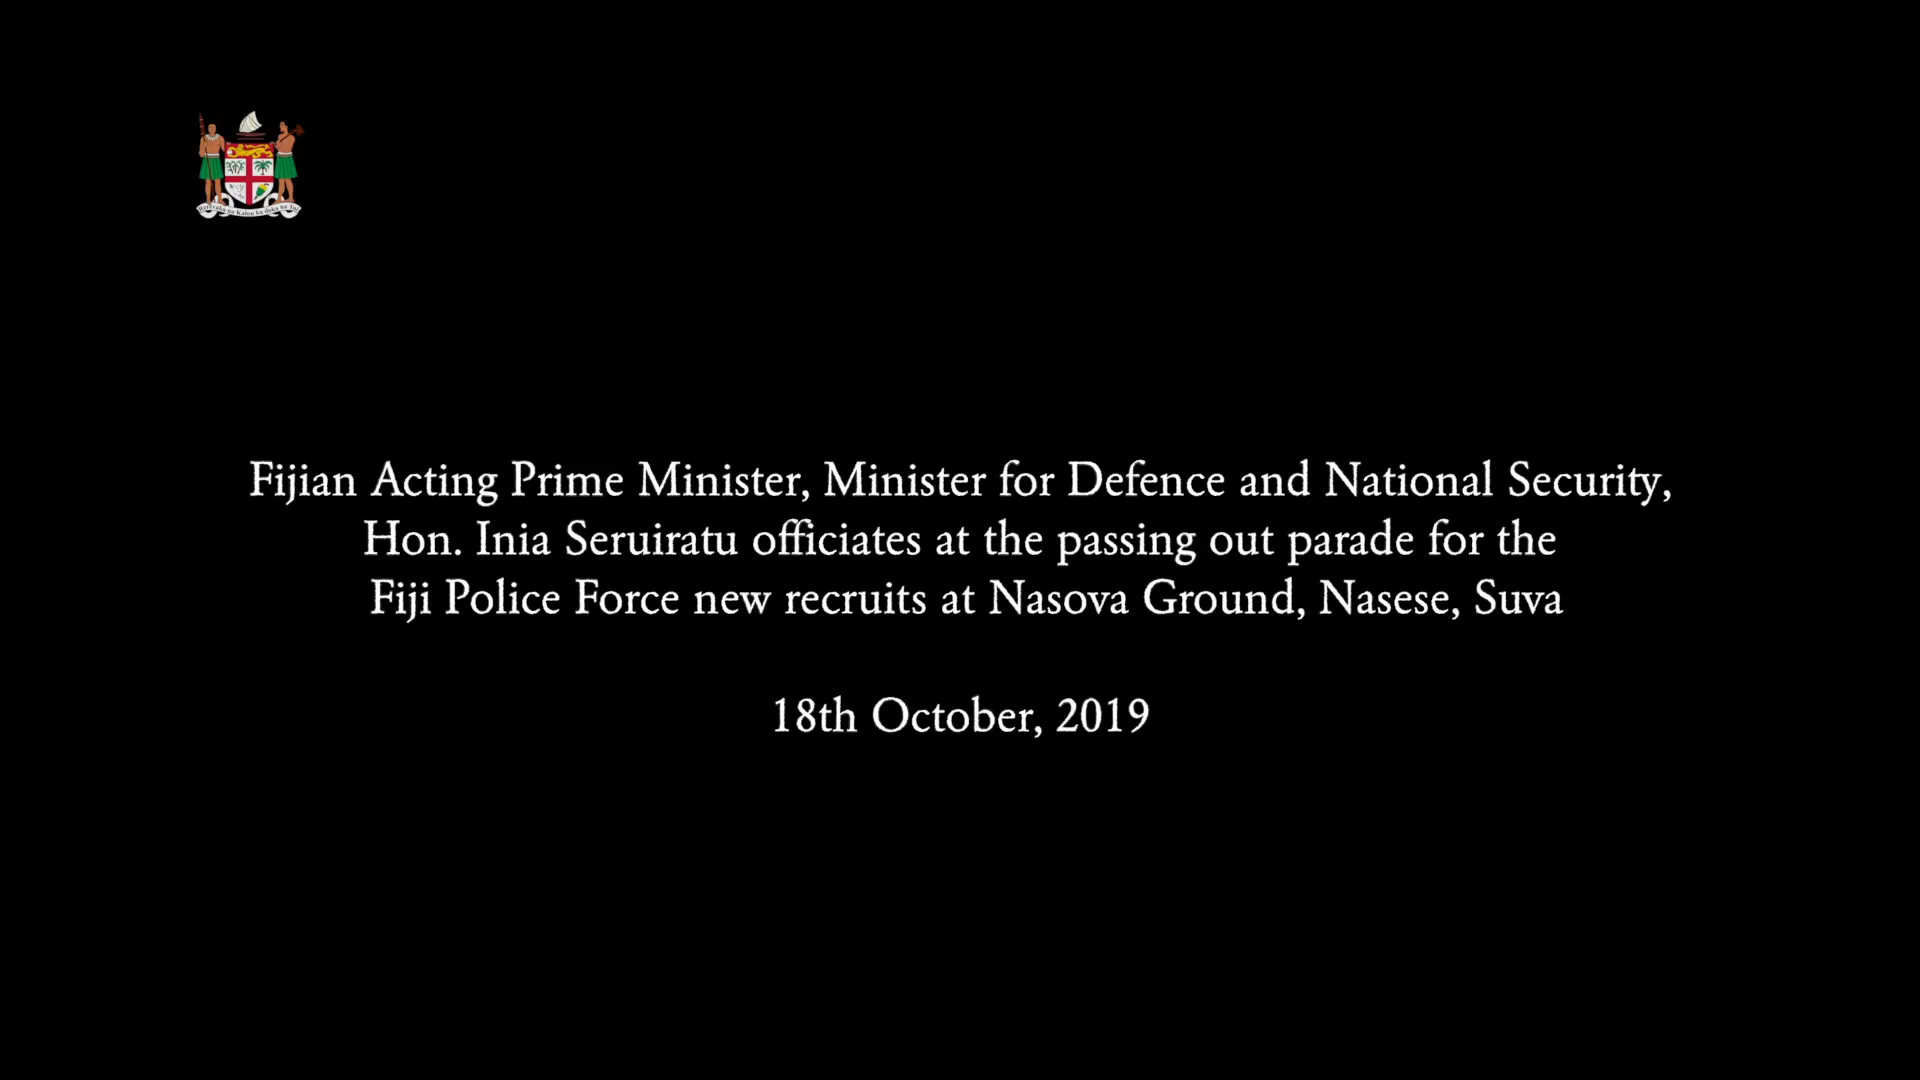 Fijian Acting Prime Minister, Minister for Defence and National Security,
Hon. Inia Seruiratu officiates at the passing out parade for the
Fiji Police Force new recruits at Nasova Ground, Nasese, Suva
18th October, 2019